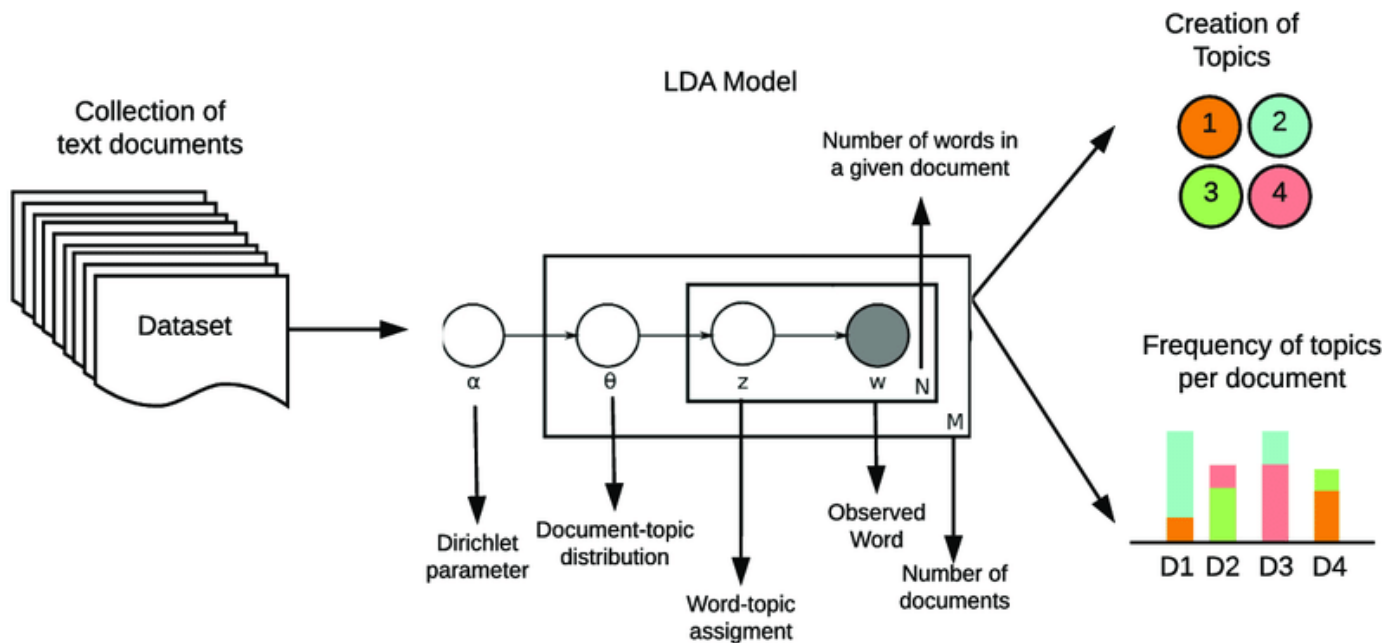 Collection of
text documents
Dataset
LDA Model
Number of words in
a given document
α
θ
z
w
N
M
Dirichlet
parameter
Document-topic
distribution
Word-topic
assigment
Observed
Word
Number of
documents
Creation of
Topics
1
2
3
4
Frequency of topics
per document
D1 D2 D3 D4